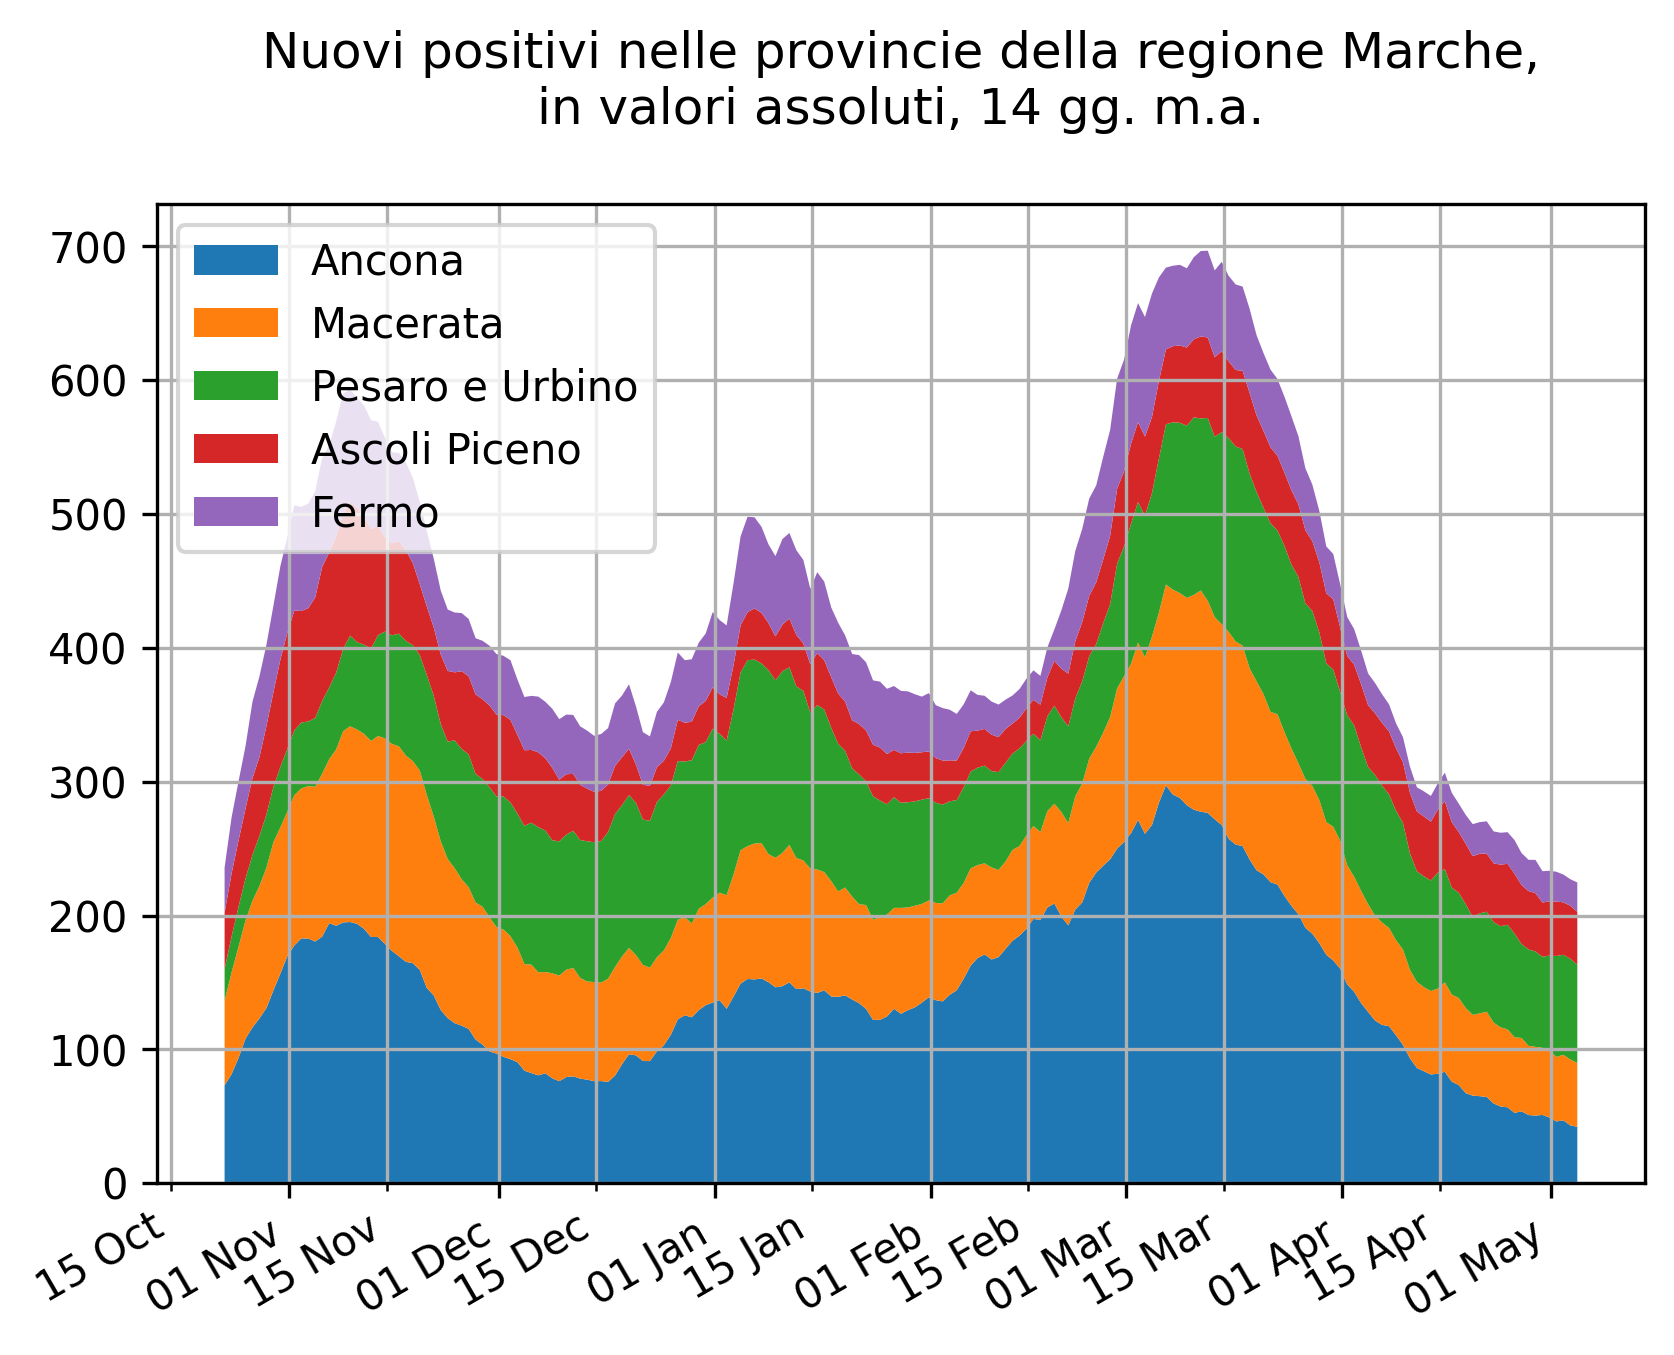 Nuovi positivi nelle provincie della regione Marche,
in valori assoluti, 14 gg. m.a.
Ancona
Macerata
Pesaro e Urbino
Ascoli Piceno
Fermo
700
600
500
400
300
200
100
0
15 Oct
01 Nov
15 Nov
01 Dec
15 Dec
01 Jan
15 Jan
01 Feb
15 Feb
01 Mar
15 Mar
01 Apr
15 Apr
01 May